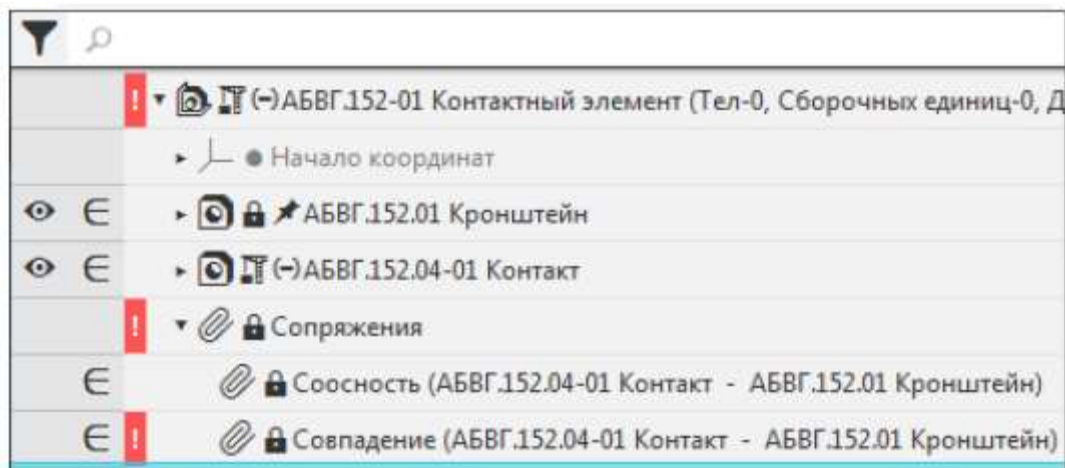 (-)АБВГ.152-01 Контактный элемент (Тел-0, Сборочных единиц-0, Д
Начало координат
АБВГ.152.01 Кронштейн
(-)АБВГ.152.04-01 Контакт
Сопряжения
Соосность (АБВГ.152.04-01 Контакт - АБВГ.152.01 Кронштейн)
Совпадение (АБВГ.152.04-01 Контакт - АБВГ.152.01 Кронштейн)